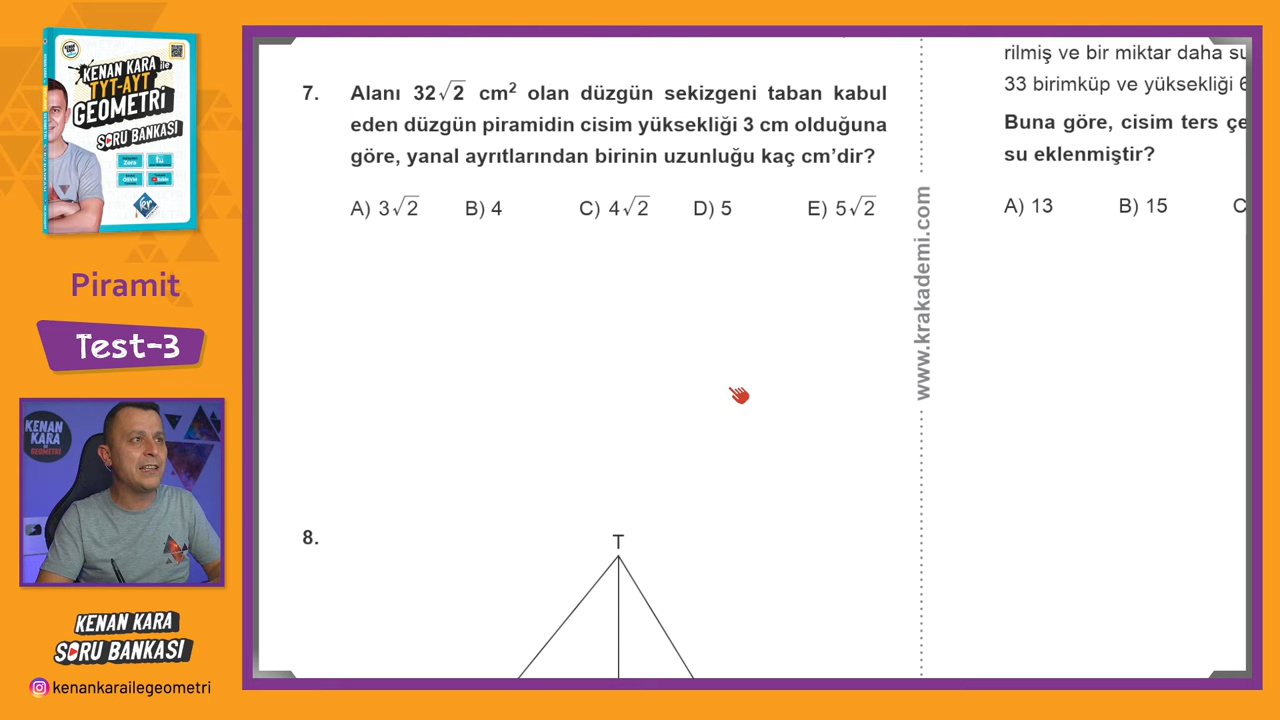 KENAN KARA ile
TYT-AYT
GEOMETRİ
SORU BANKASI
Piramit
Test-3
KENAN
KARA
GEOMETRİ
KENAN KARA
SORU BANKASI
kenankarailegeometri
7. Alanı 32√2 cm² olan düzgün sekizgeni taban kabul
eden düzgün piramidin cisim yüksekliği 3 cm olduğuna
göre, yanal ayrıtlarından birinin uzunluğu kaç cm’dir?
A) 3√2 B) 4 C) 4√2 D) 5 E) 5√2
8.
T
www.krakademi.com
rilmiş ve bir miktar daha su
33 birimküp ve yüksekliği 6
Buna göre, cisim ters çe
su eklenmiştir?
A) 13 B) 15 C